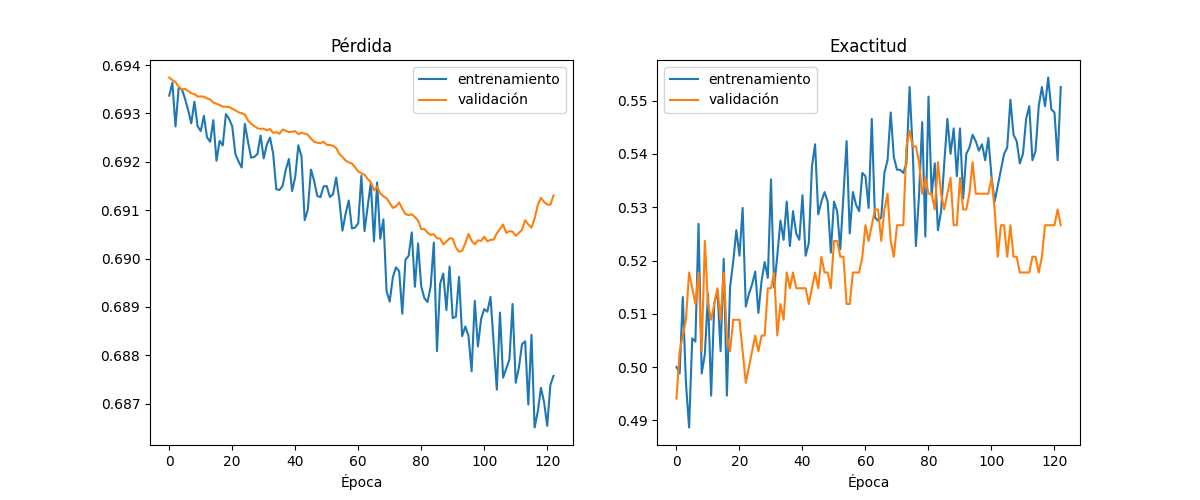 Pérdida
0.694
0.693
0.692
0.691
0.690
0.689
0.688
0.687
0 20 40 60 80 100 120
Época
entrenamiento
validación
Exactitud
0.55
0.54
0.53
0.52
0.51
0.50
0.49
0 20 40 60 80 100 120
Época
entrenamiento
validación